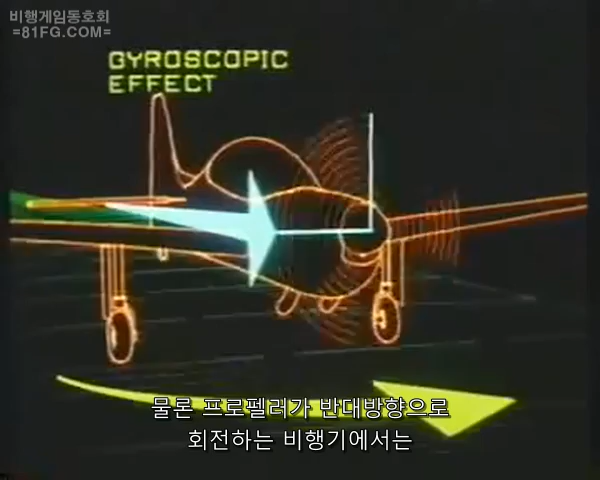 비행게임동호회
=81FG.COM=
GYROSCOPIC
EFFECT
물론 프로펠러가 반대방향으로
회전하는 비행기에서는